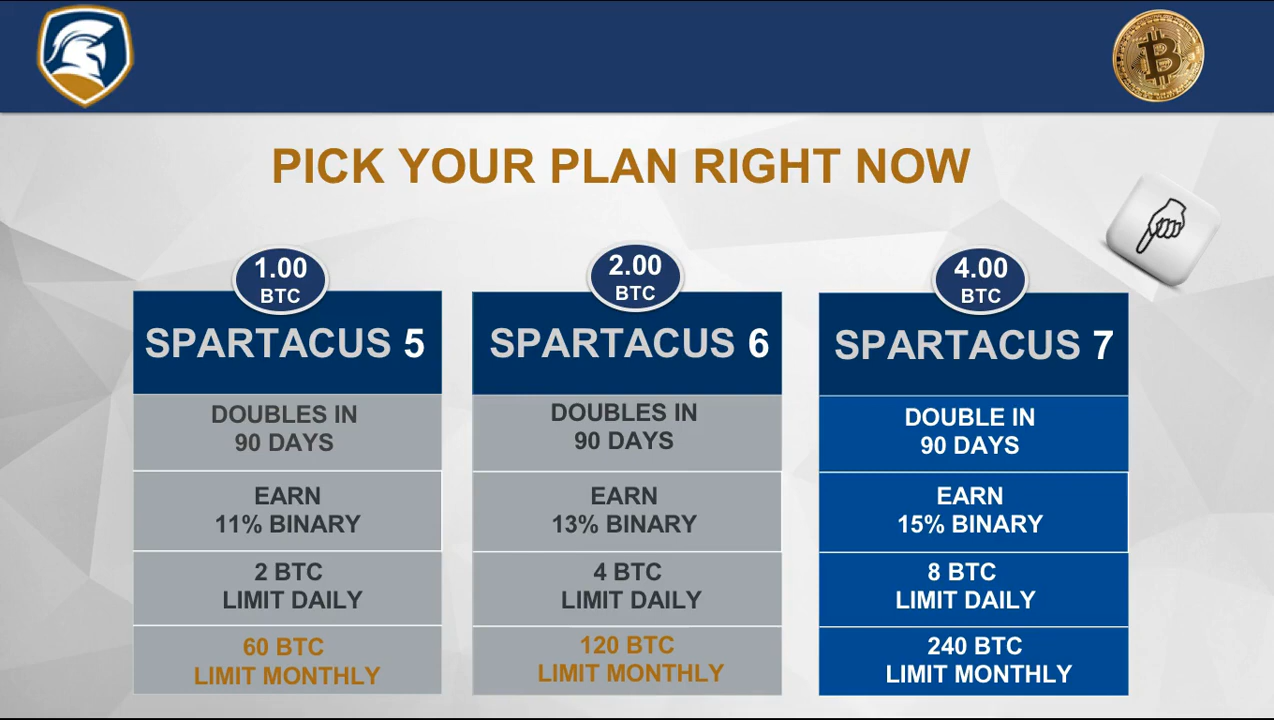 PICK YOUR PLAN RIGHT NOW
1.00
BTC
SPARTACUS 5
DOUBLES IN
90 DAYS
EARN
11% BINARY
2 BTC
LIMIT DAILY
60 BTC
LIMIT MONTHLY
2.00
BTC
SPARTACUS 6
DOUBLES IN
90 DAYS
EARN
13% BINARY
4 BTC
LIMIT DAILY
120 BTC
LIMIT MONTHLY
4.00
BTC
SPARTACUS 7
DOUBLE IN
90 DAYS
EARN
15% BINARY
8 BTC
LIMIT DAILY
240 BTC
LIMIT MONTHLY